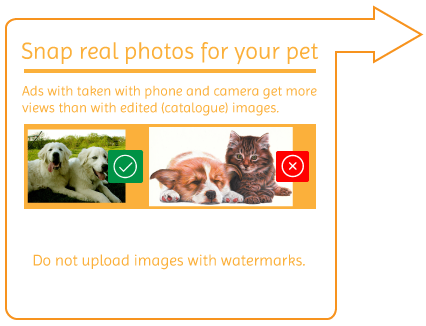 Snap real photos for your pet
Ads with taken with phone and camera get more
views than with edited (catalogue) images.
Do not upload images with watermarks.